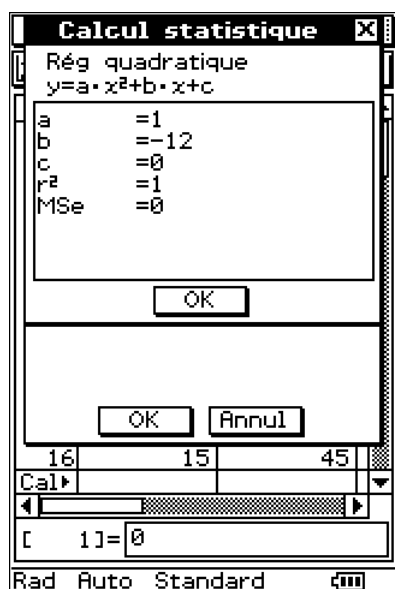 Calcul statistique
Rég quadratique
y=a·x²+b·x+c
a =1
b =-12
c =0
r² =1
MSe =0
OK
OK Annul
16 15 45
Cal
[ 1]= 0
Rad Auto Standard